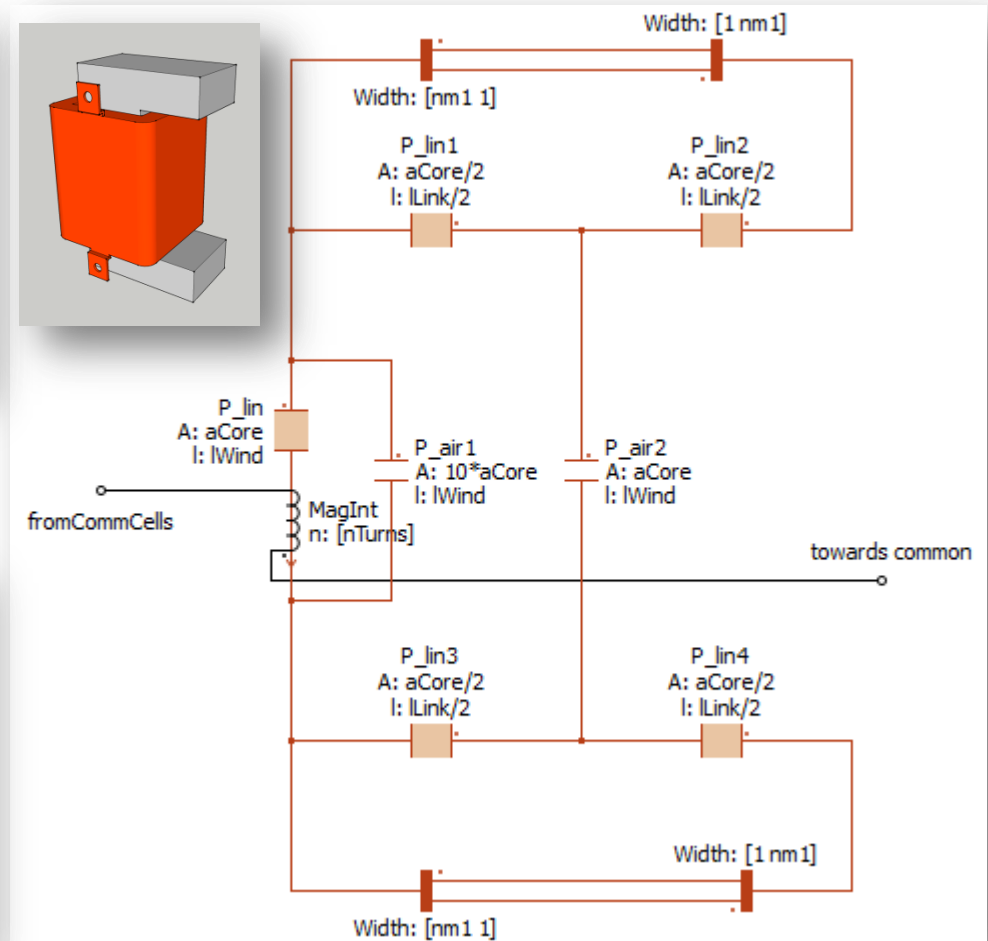 Width: [1 nm1]
Width: [nm1 1]
P_lin1
A: aCore/2
l: lLink/2
P_lin2
A: aCore/2
l: lLink/2
P_lin
A: aCore
l: lWind
P_air1
A: 10*aCore
l: lWind
P_air2
A: aCore
l: lWind
fromCommCells
MagInt
n: [nTurns]
towards common
P_lin3
A: aCore/2
l: lLink/2
P_lin4
A: aCore/2
l: lLink/2
Width: [1 nm1]
Width: [nm1 1]